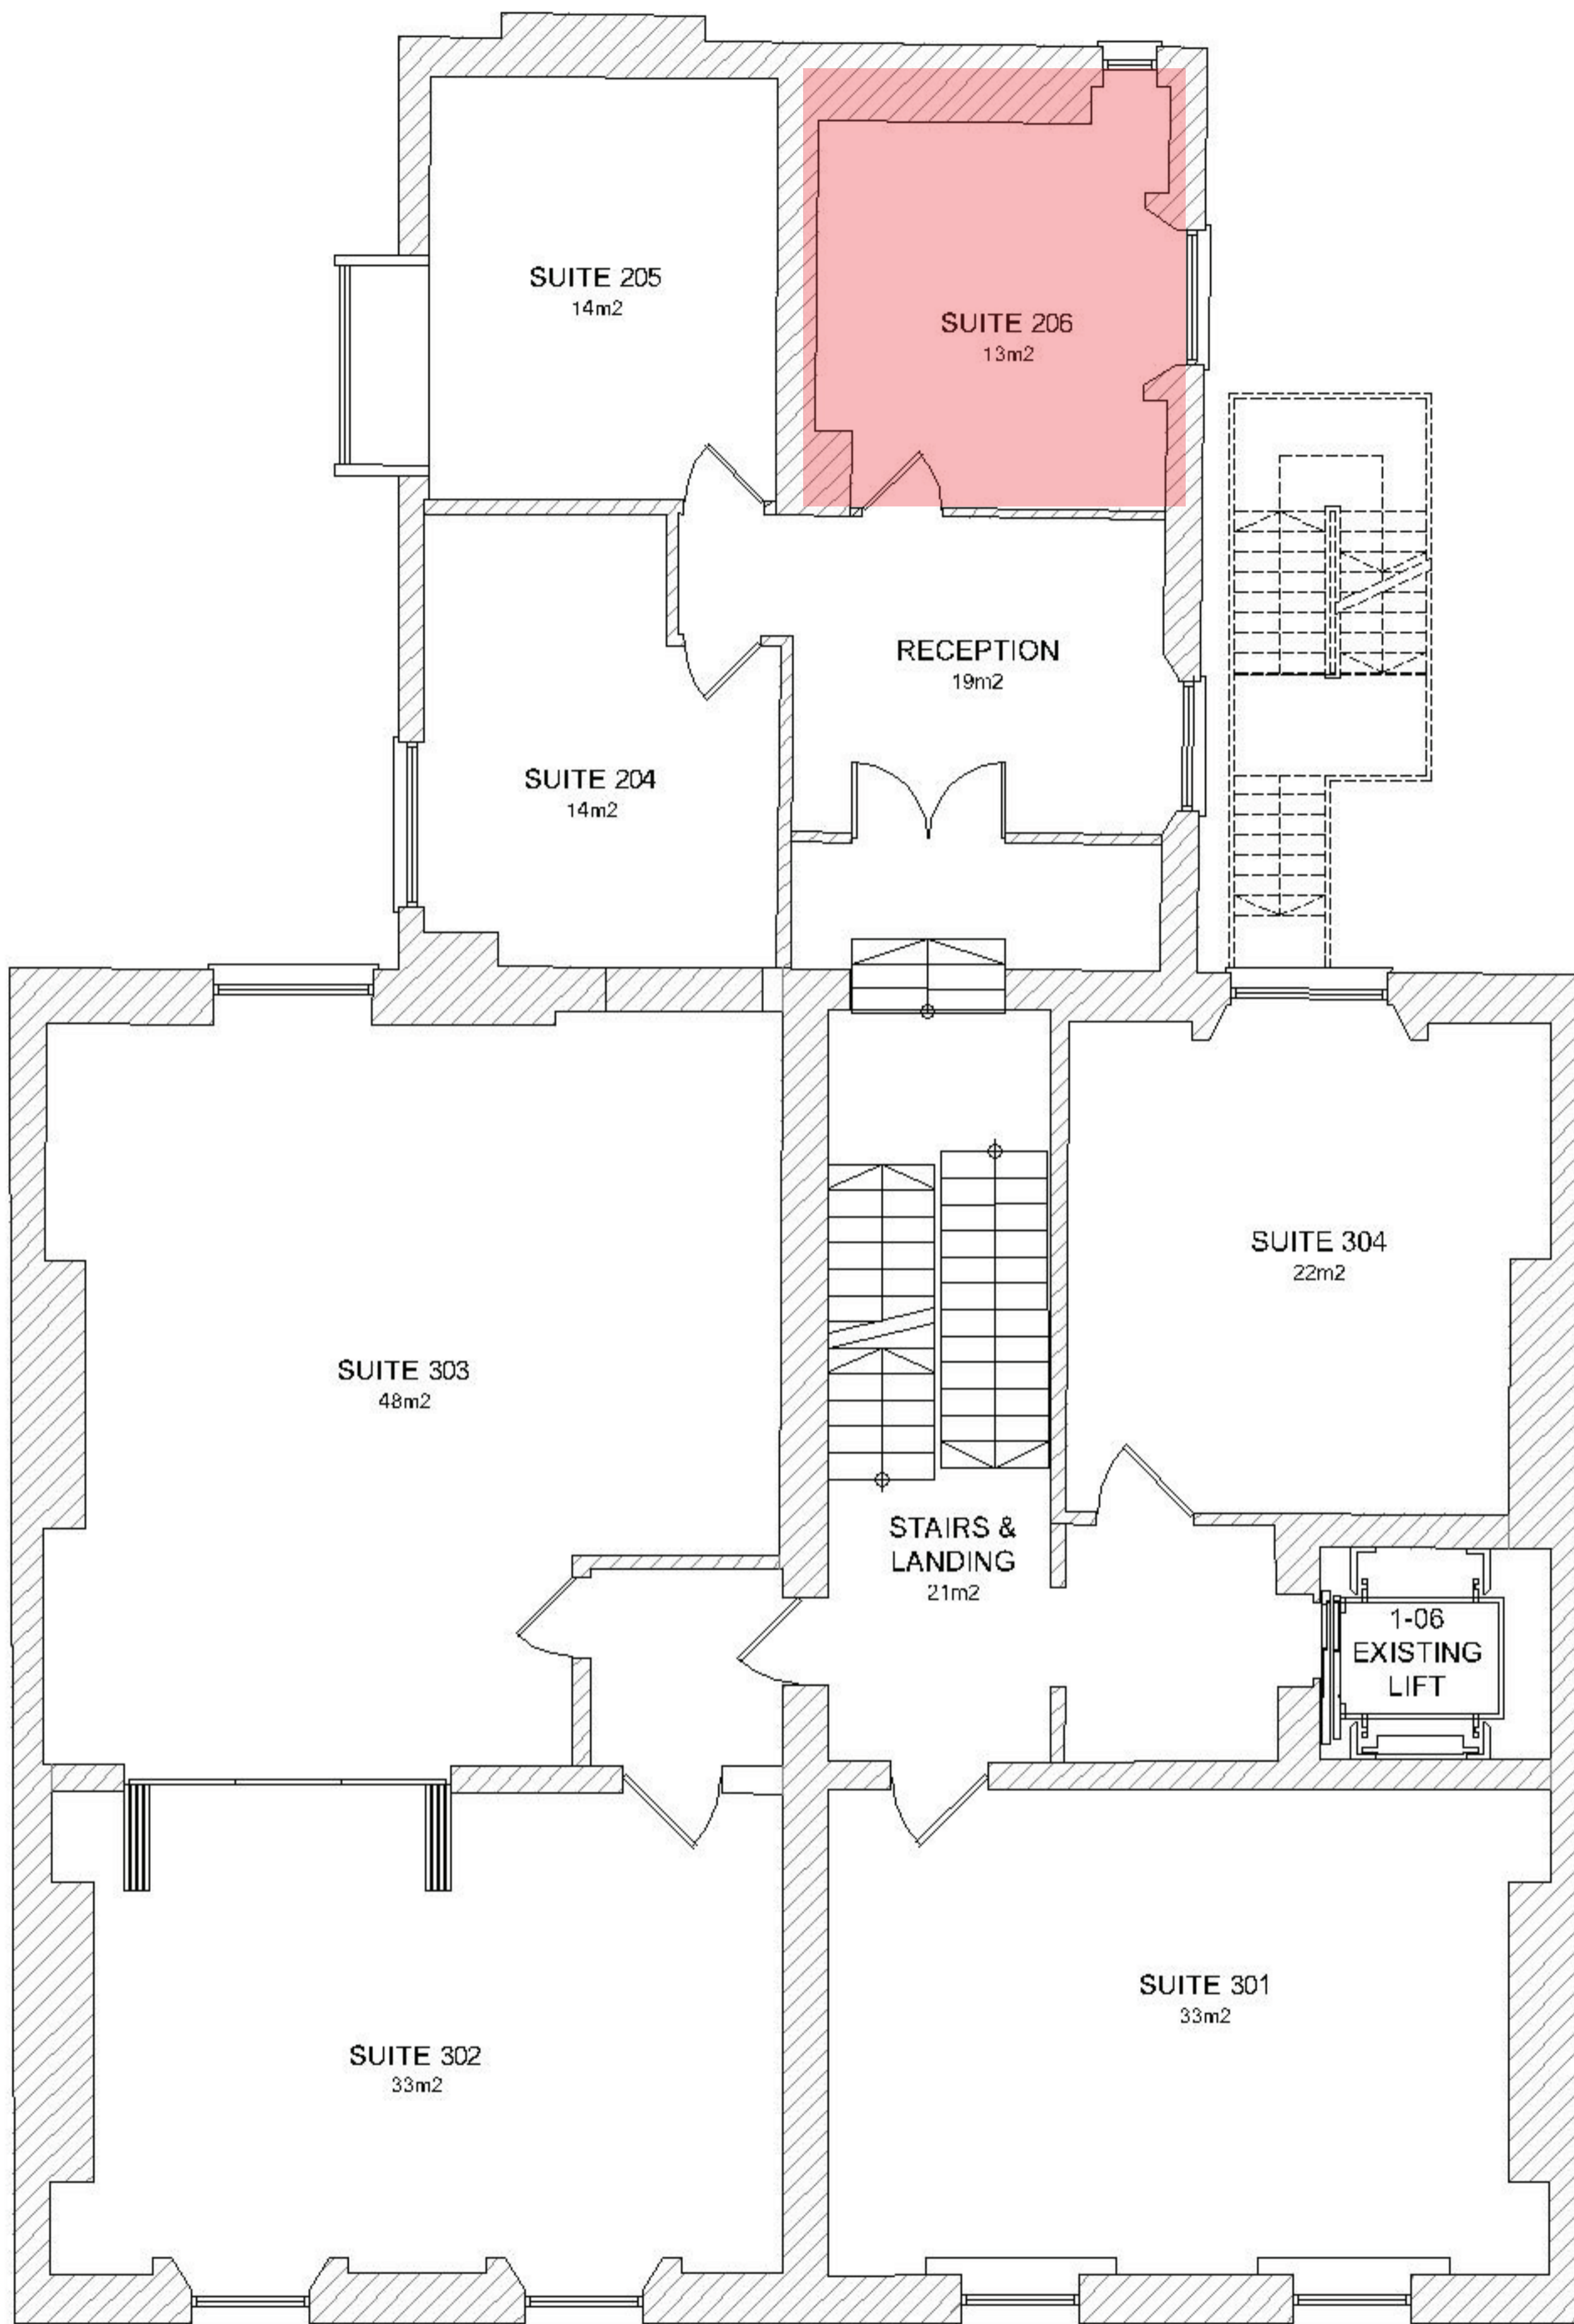 SUITE 205
14m2
SUITE 206
13m2
RECEPTION
19m2
SUITE 204
14m2
SUITE 304
22m2
SUITE 303
48m2
STAIRS &
LANDING
21m2
1-06
EXISTING
LIFT
SUITE 301
33m2
SUITE 302
33m2